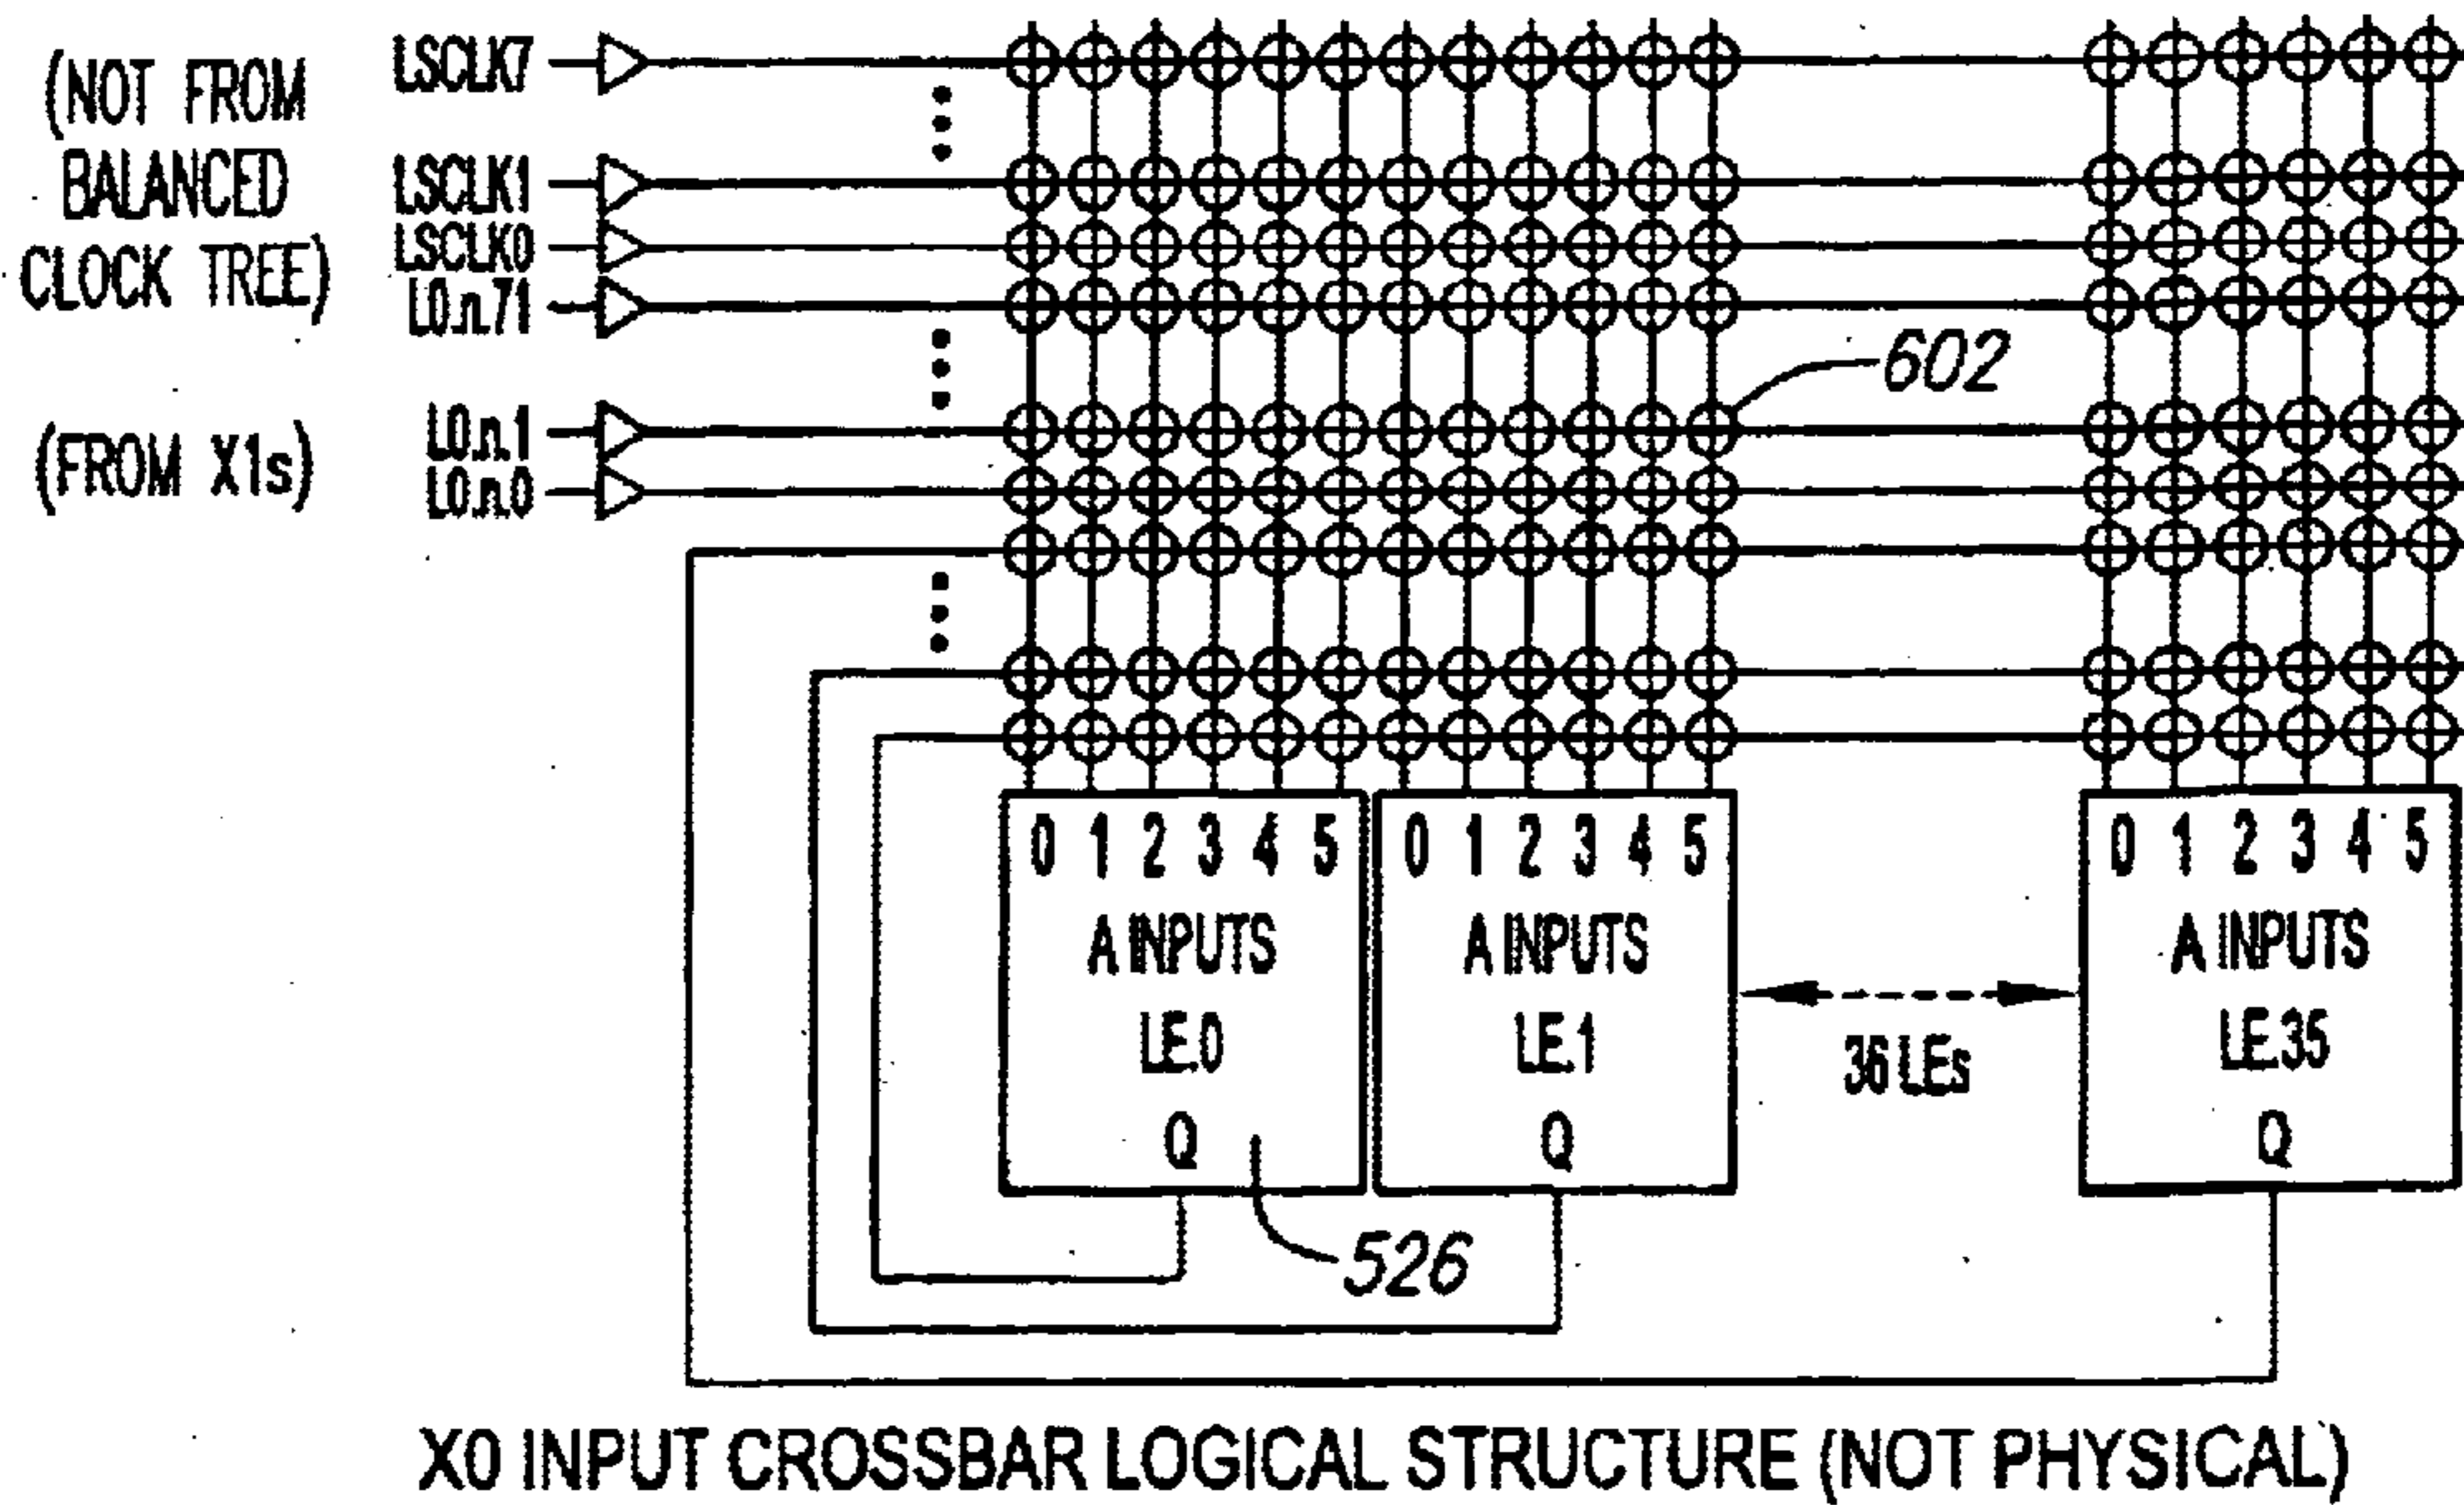 (NOT FROM
BALANCED
CLOCK TREE)
LSCLK7
LSCLK1
LSCLK0
L0.n.71
(FROM X1s)
L0.n.1
L0.n.0
602
0 1 2 3 4 5
A INPUTS
LE.0
Q
0 1 2 3 4 5
A INPUTS
LE.1
Q
36 LEs
0 1 2 3 4 5
A INPUTS
LE.35
Q
526
X0 INPUT CROSSBAR LOGICAL STRUCTURE (NOT PHYSICAL)